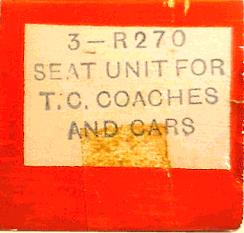 3-R270
SEAT UNIT FOR
T.C. COACHES
AND CARS